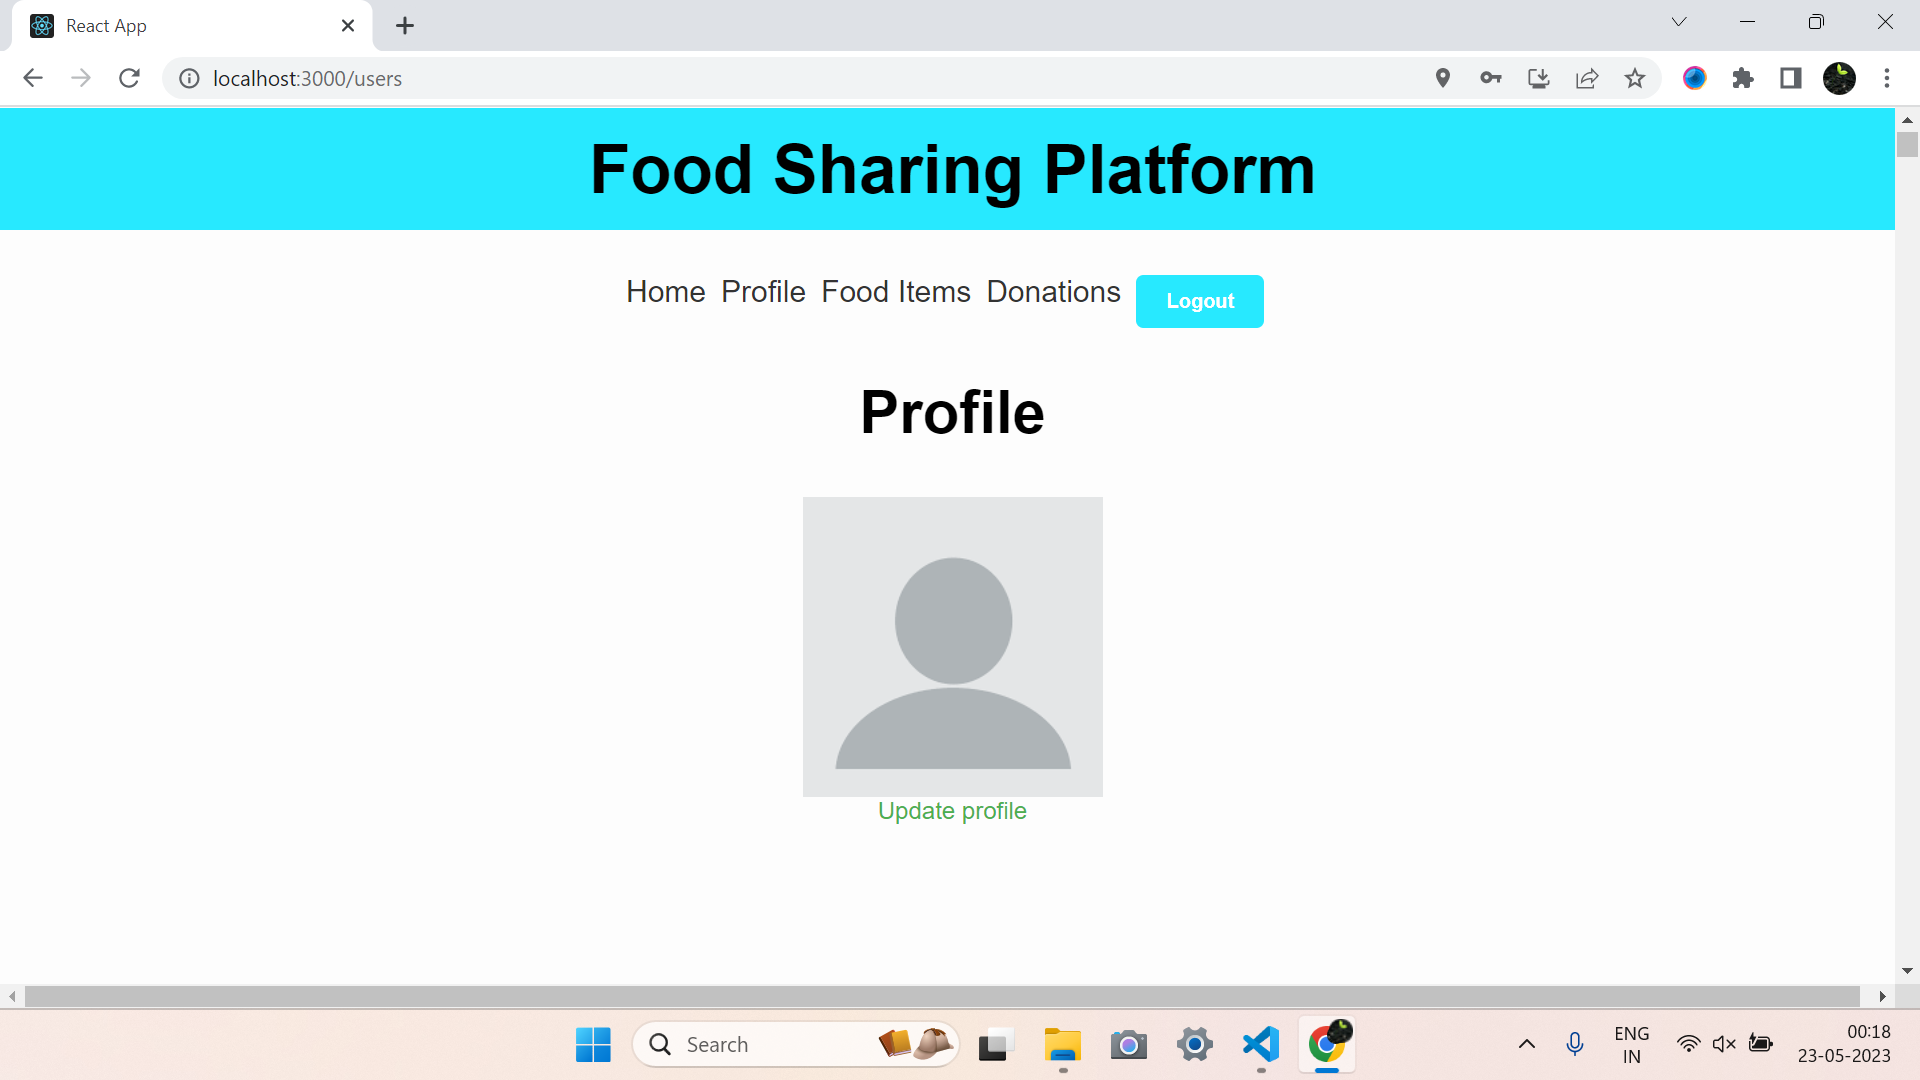 React App
localhost:3000/users
Food Sharing Platform
Home Profile Food Items Donations Logout
Profile
Update profile
Search
ENG
IN
00:18
23-05-2023